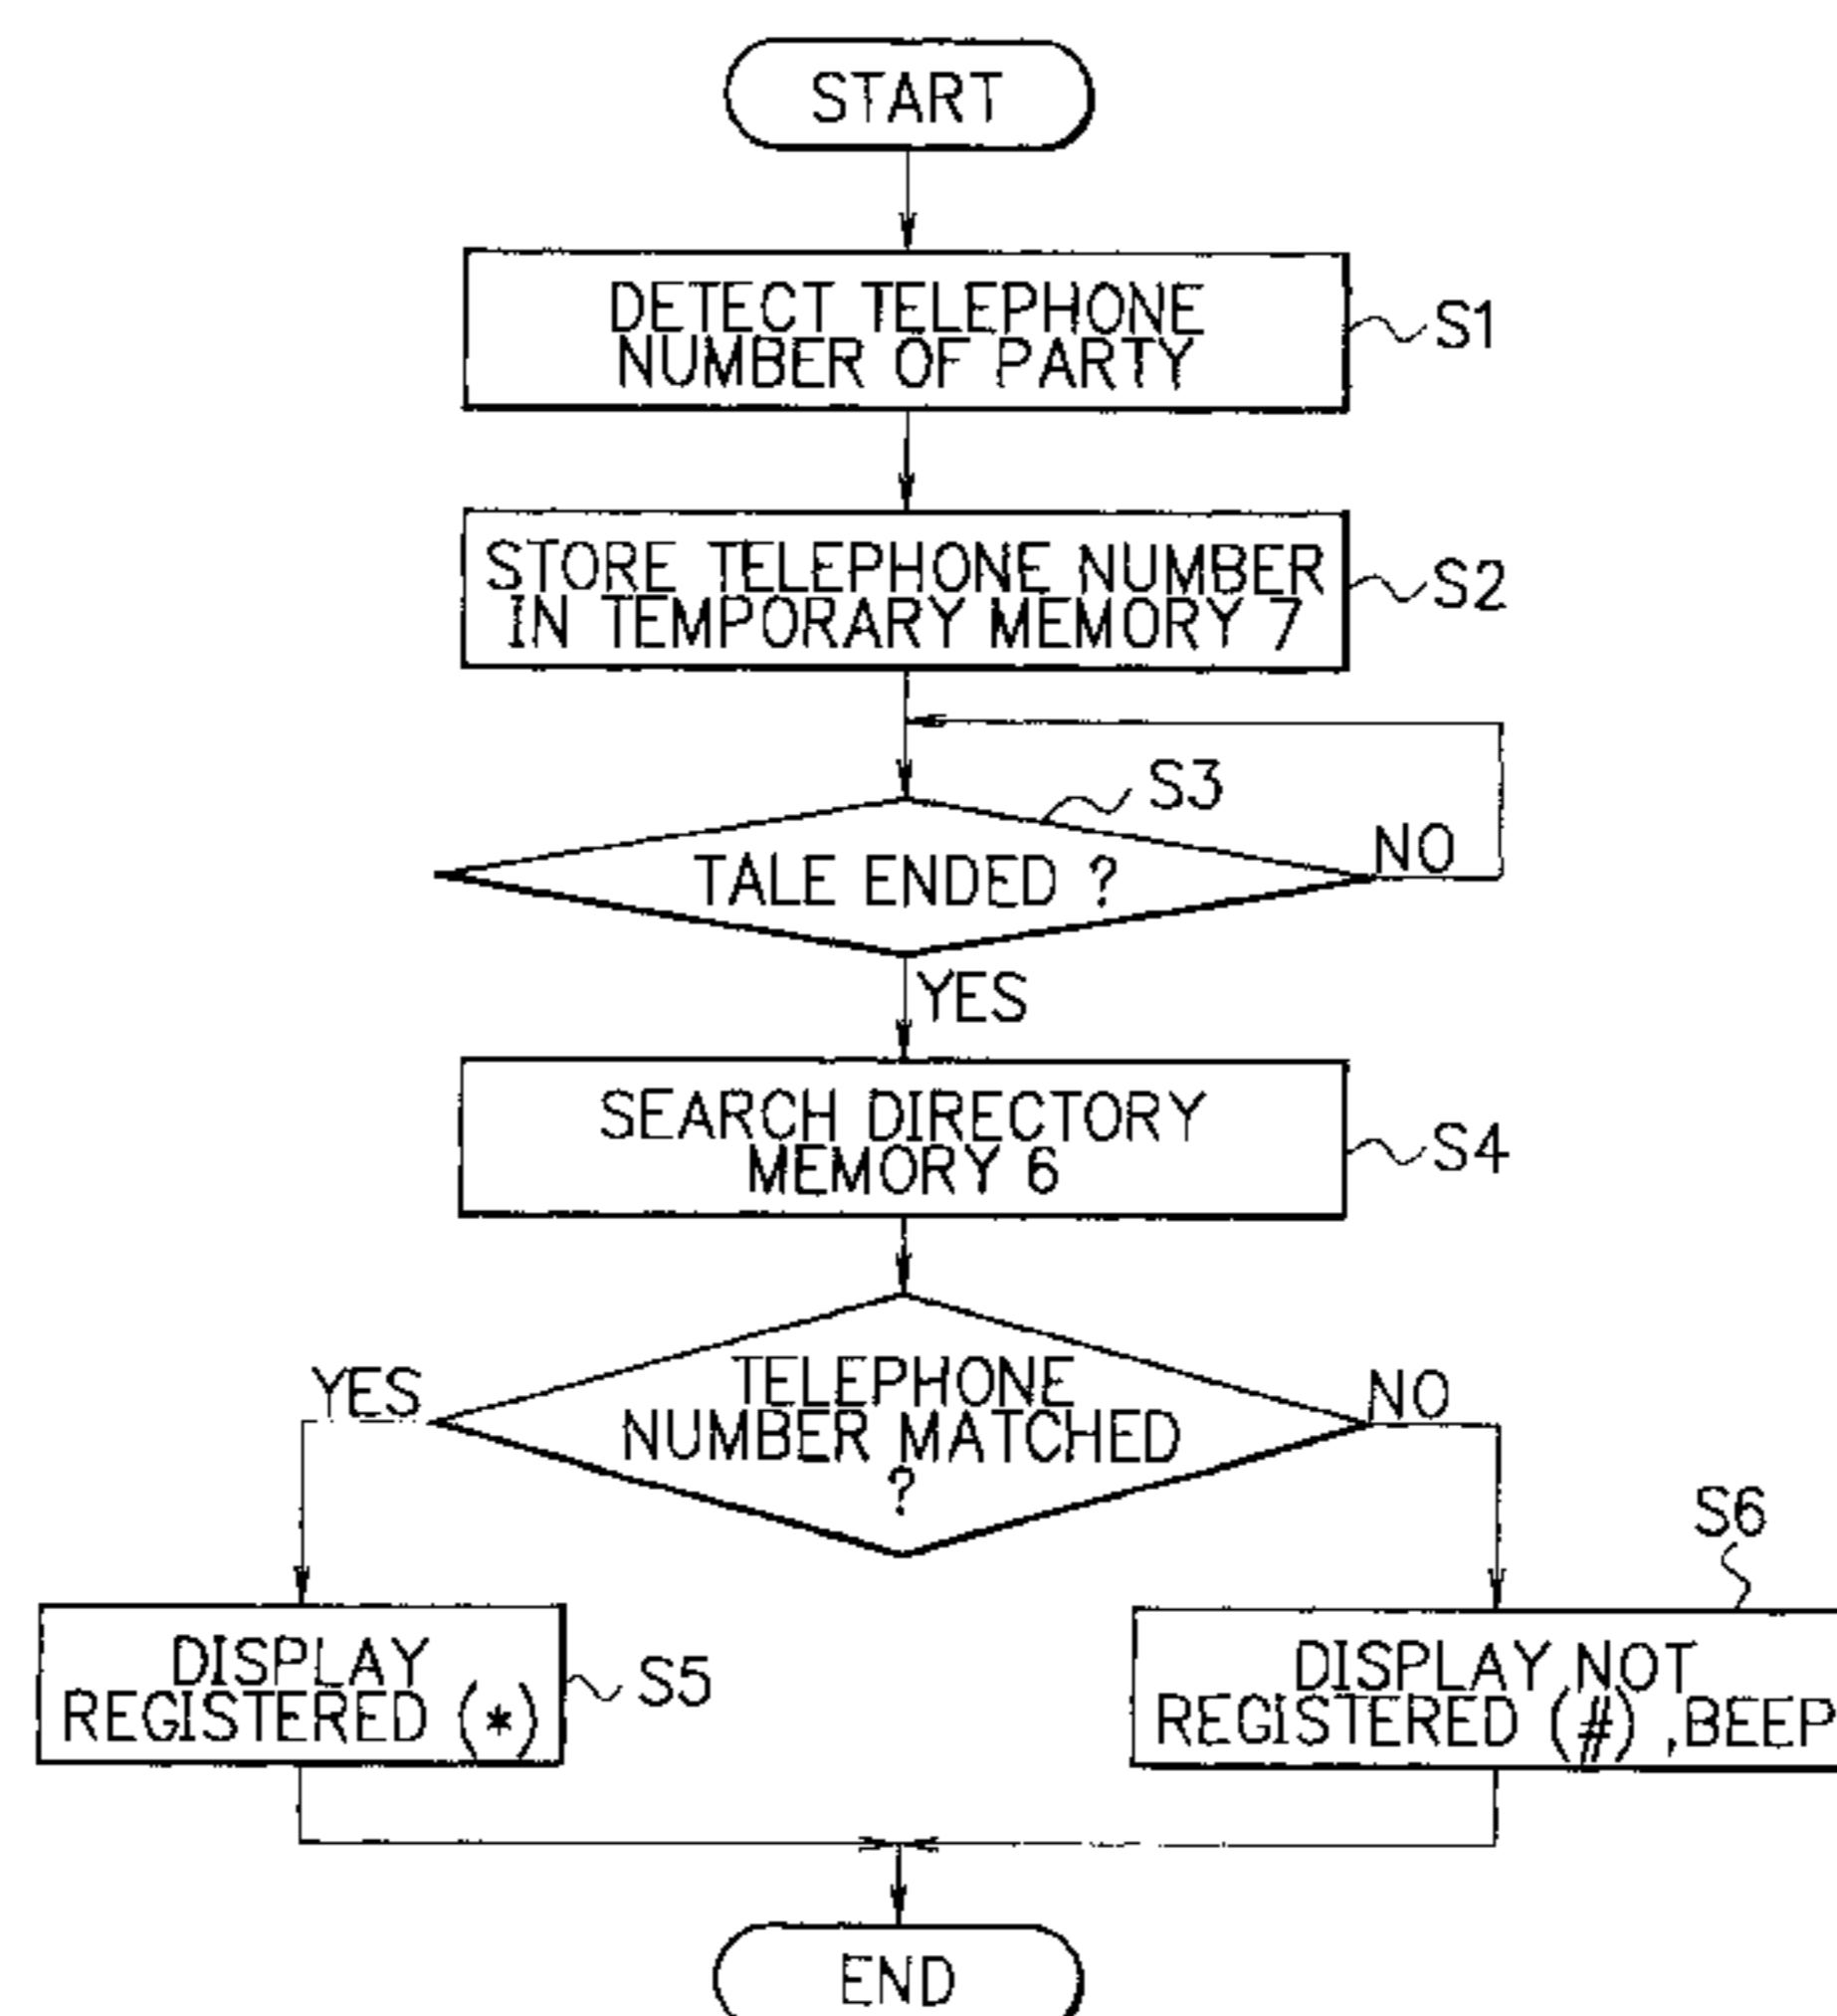 START
DETECT TELEPHONE
NUMBER OF PARTY
S1
STORE TELEPHONE NUMBER
IN TEMPORARY MEMORY 7
S2
S3
TALE ENDED ?
NO
YES
SEARCH DIRECTORY
MEMORY 6
S4
TELEPHONE
NUMBER MATCHED
?
YES
NO
S6
DISPLAY
REGISTERED (*)
S5
DISPLAY NOT
REGISTERED (#) ,BEEP
END